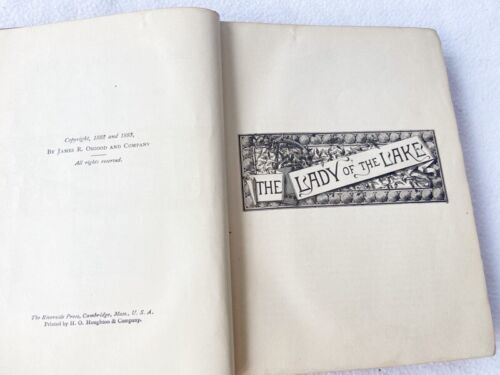 Copyright, 1882 and 1883,
BY JAMES R. OSGOOD AND COMPANY
All rights reserved.
The Riverside Press, Cambridge, Mass., U. S. A.
Printed by H. O. Houghton & Company.
THE LADY OF THE LAKE